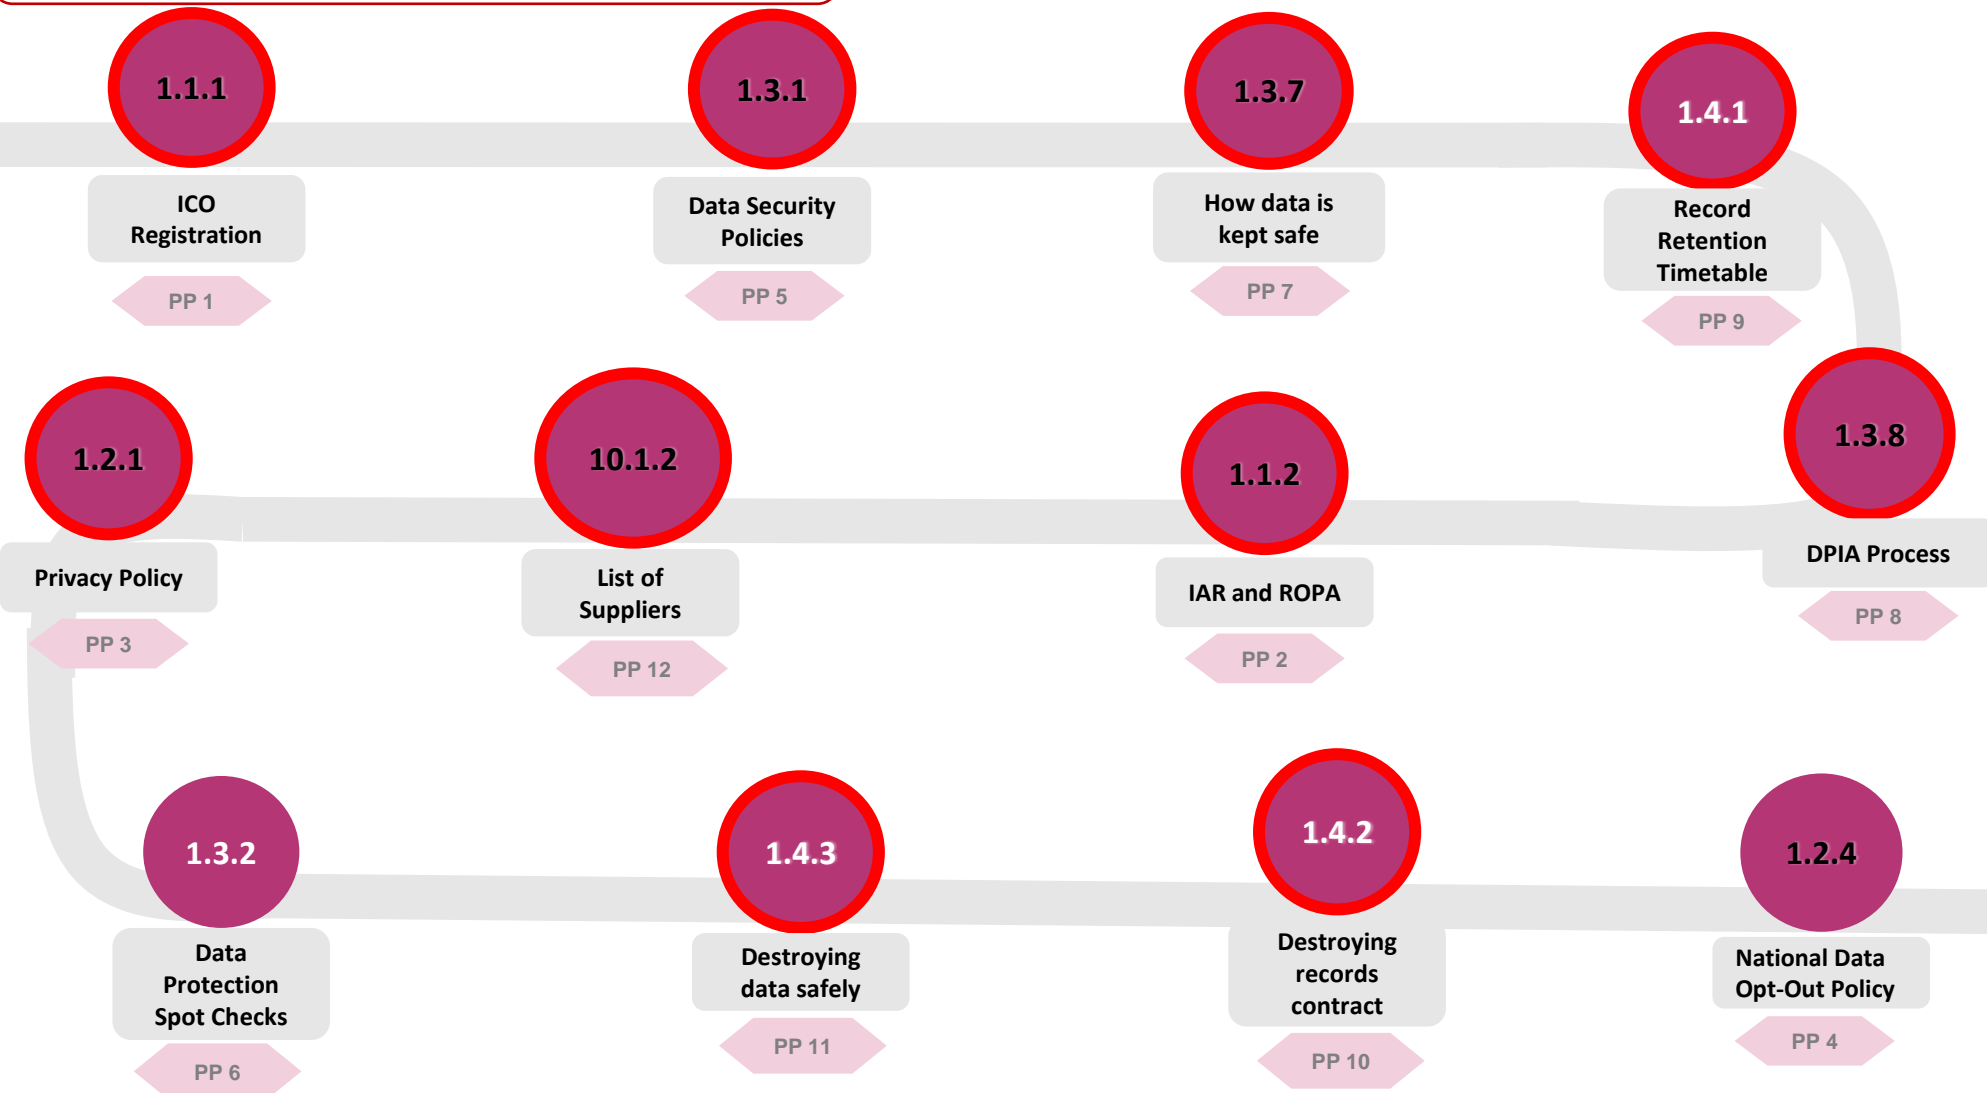 1.1.1
ICO
Registration
PP 1
1.3.1
Data Security
Policies
PP 5
1.3.7
How data is
kept safe
PP 7
1.4.1
Record
Retention
Timetable
PP 9
1.2.1
Privacy Policy
PP 3
10.1.2
List of
Suppliers
PP 12
1.1.2
IAR and ROPA
PP 2
1.3.8
DPIA Process
PP 8
1.3.2
Data
Protection
Spot Checks
PP 6
1.4.3
Destroying
data safely
PP 11
1.4.2
Destroying
records
contract
PP 10
1.2.4
National Data
Opt-Out Policy
PP 4